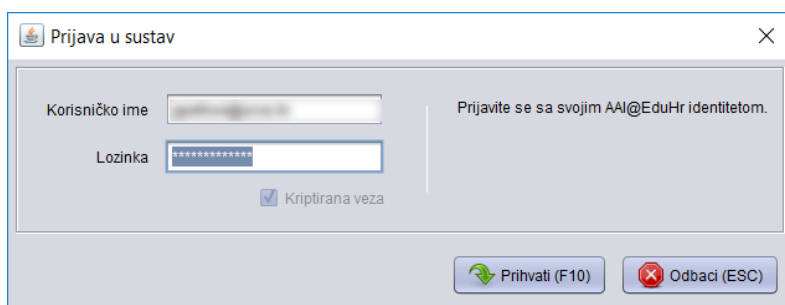 Prijava u sustav
Korisničko ime
Prijavite se sa svojim AAI@EduHr identitetom.
Lozinka *************
Kriptirana veza
Prihvati (F10) Odbaci (ESC)